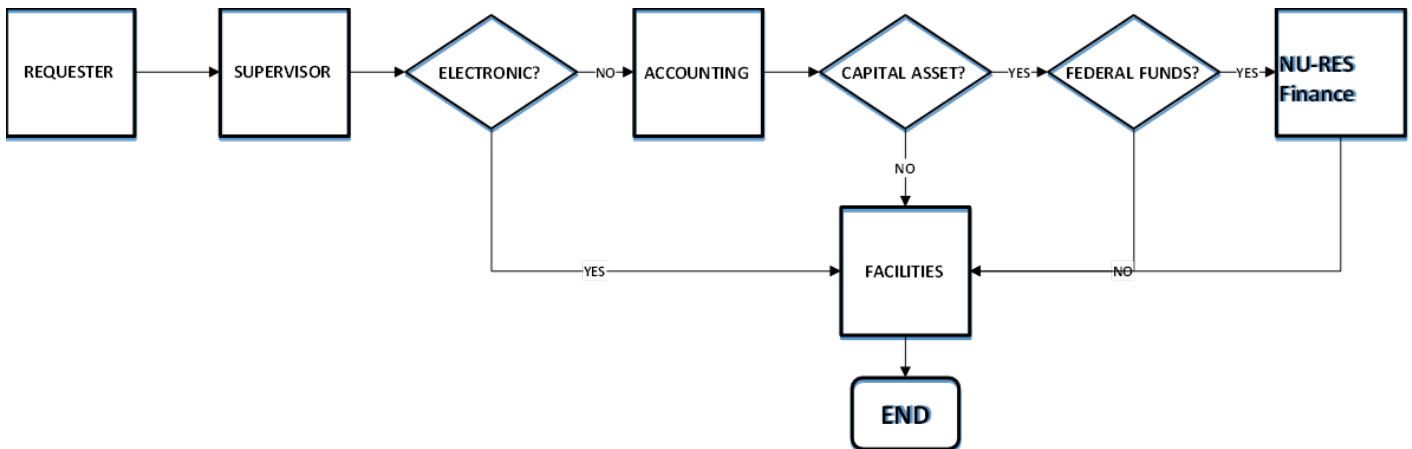 REQUESTER
SUPERVISOR
ELECTRONIC?
NO
ACCOUNTING
CAPITAL ASSET?
YES
FEDERAL FUNDS?
YES
NU-RES
Finance
NO
YES
FACILITIES
NO
END